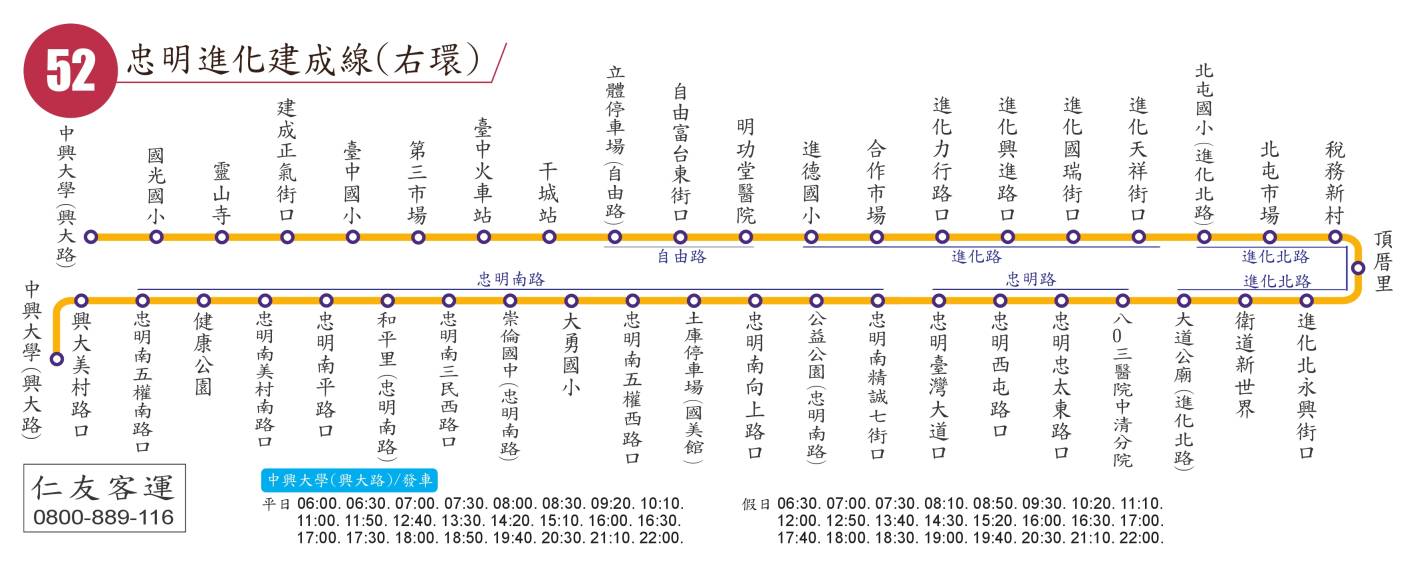 52
忠明進化建成線(右環)
中興大學(興大路)
國光國小
靈山寺
建成正氣街口
臺中國小
第三市場
臺中火車站
干城站
立體停車場(自由路)
自由富台東街口
明功堂醫院
進德國小
合作市場
進化力行路口
進化興進路口
進化國瑞街口
進化天祥街口
北屯國小(進化北路)
北屯市場
稅務新村
頂厝里
自由路
進化路
進化北路
忠明南路
忠明路
進化北路
中興大學(興大路)
興大美村路口
忠明南五權南路口
健康公園
忠明南美村南路口
忠明南平路口
和平里(忠明南路)
忠明南三民西路口
崇倫國中(忠明南路)
大勇國小
忠明南五權西路口
土庫停車場(國美館)
忠明南向上路口
公益公園(忠明南路)
忠明南精誠七街口
忠明臺灣大道口
忠明西屯路口
忠明忠太東路口
八0三醫院中清分院
大道公廟(進化北路)
衛道新世界
進化北永興街口
仁友客運
0800-889-116
中興大學(興大路)/發車
平日 06:00. 06:30. 07:00. 07:30. 08:00. 08:30. 09:20. 10:10.
11:00. 11:50. 12:40. 13:30. 14:20. 15:10. 16:00. 16:30.
17:00. 17:30. 18:00. 18:50. 19:40. 20:30. 21:10. 22:00.
假日 06:30. 07:00. 07:30. 08:10. 08:50. 09:30. 10:20. 11:10.
12:00. 12:50. 13:40. 14:30. 15:20. 16:00. 16:30. 17:00.
17:40. 18:00. 18:30. 19:00. 19:40. 20:30. 21:10. 22:00.